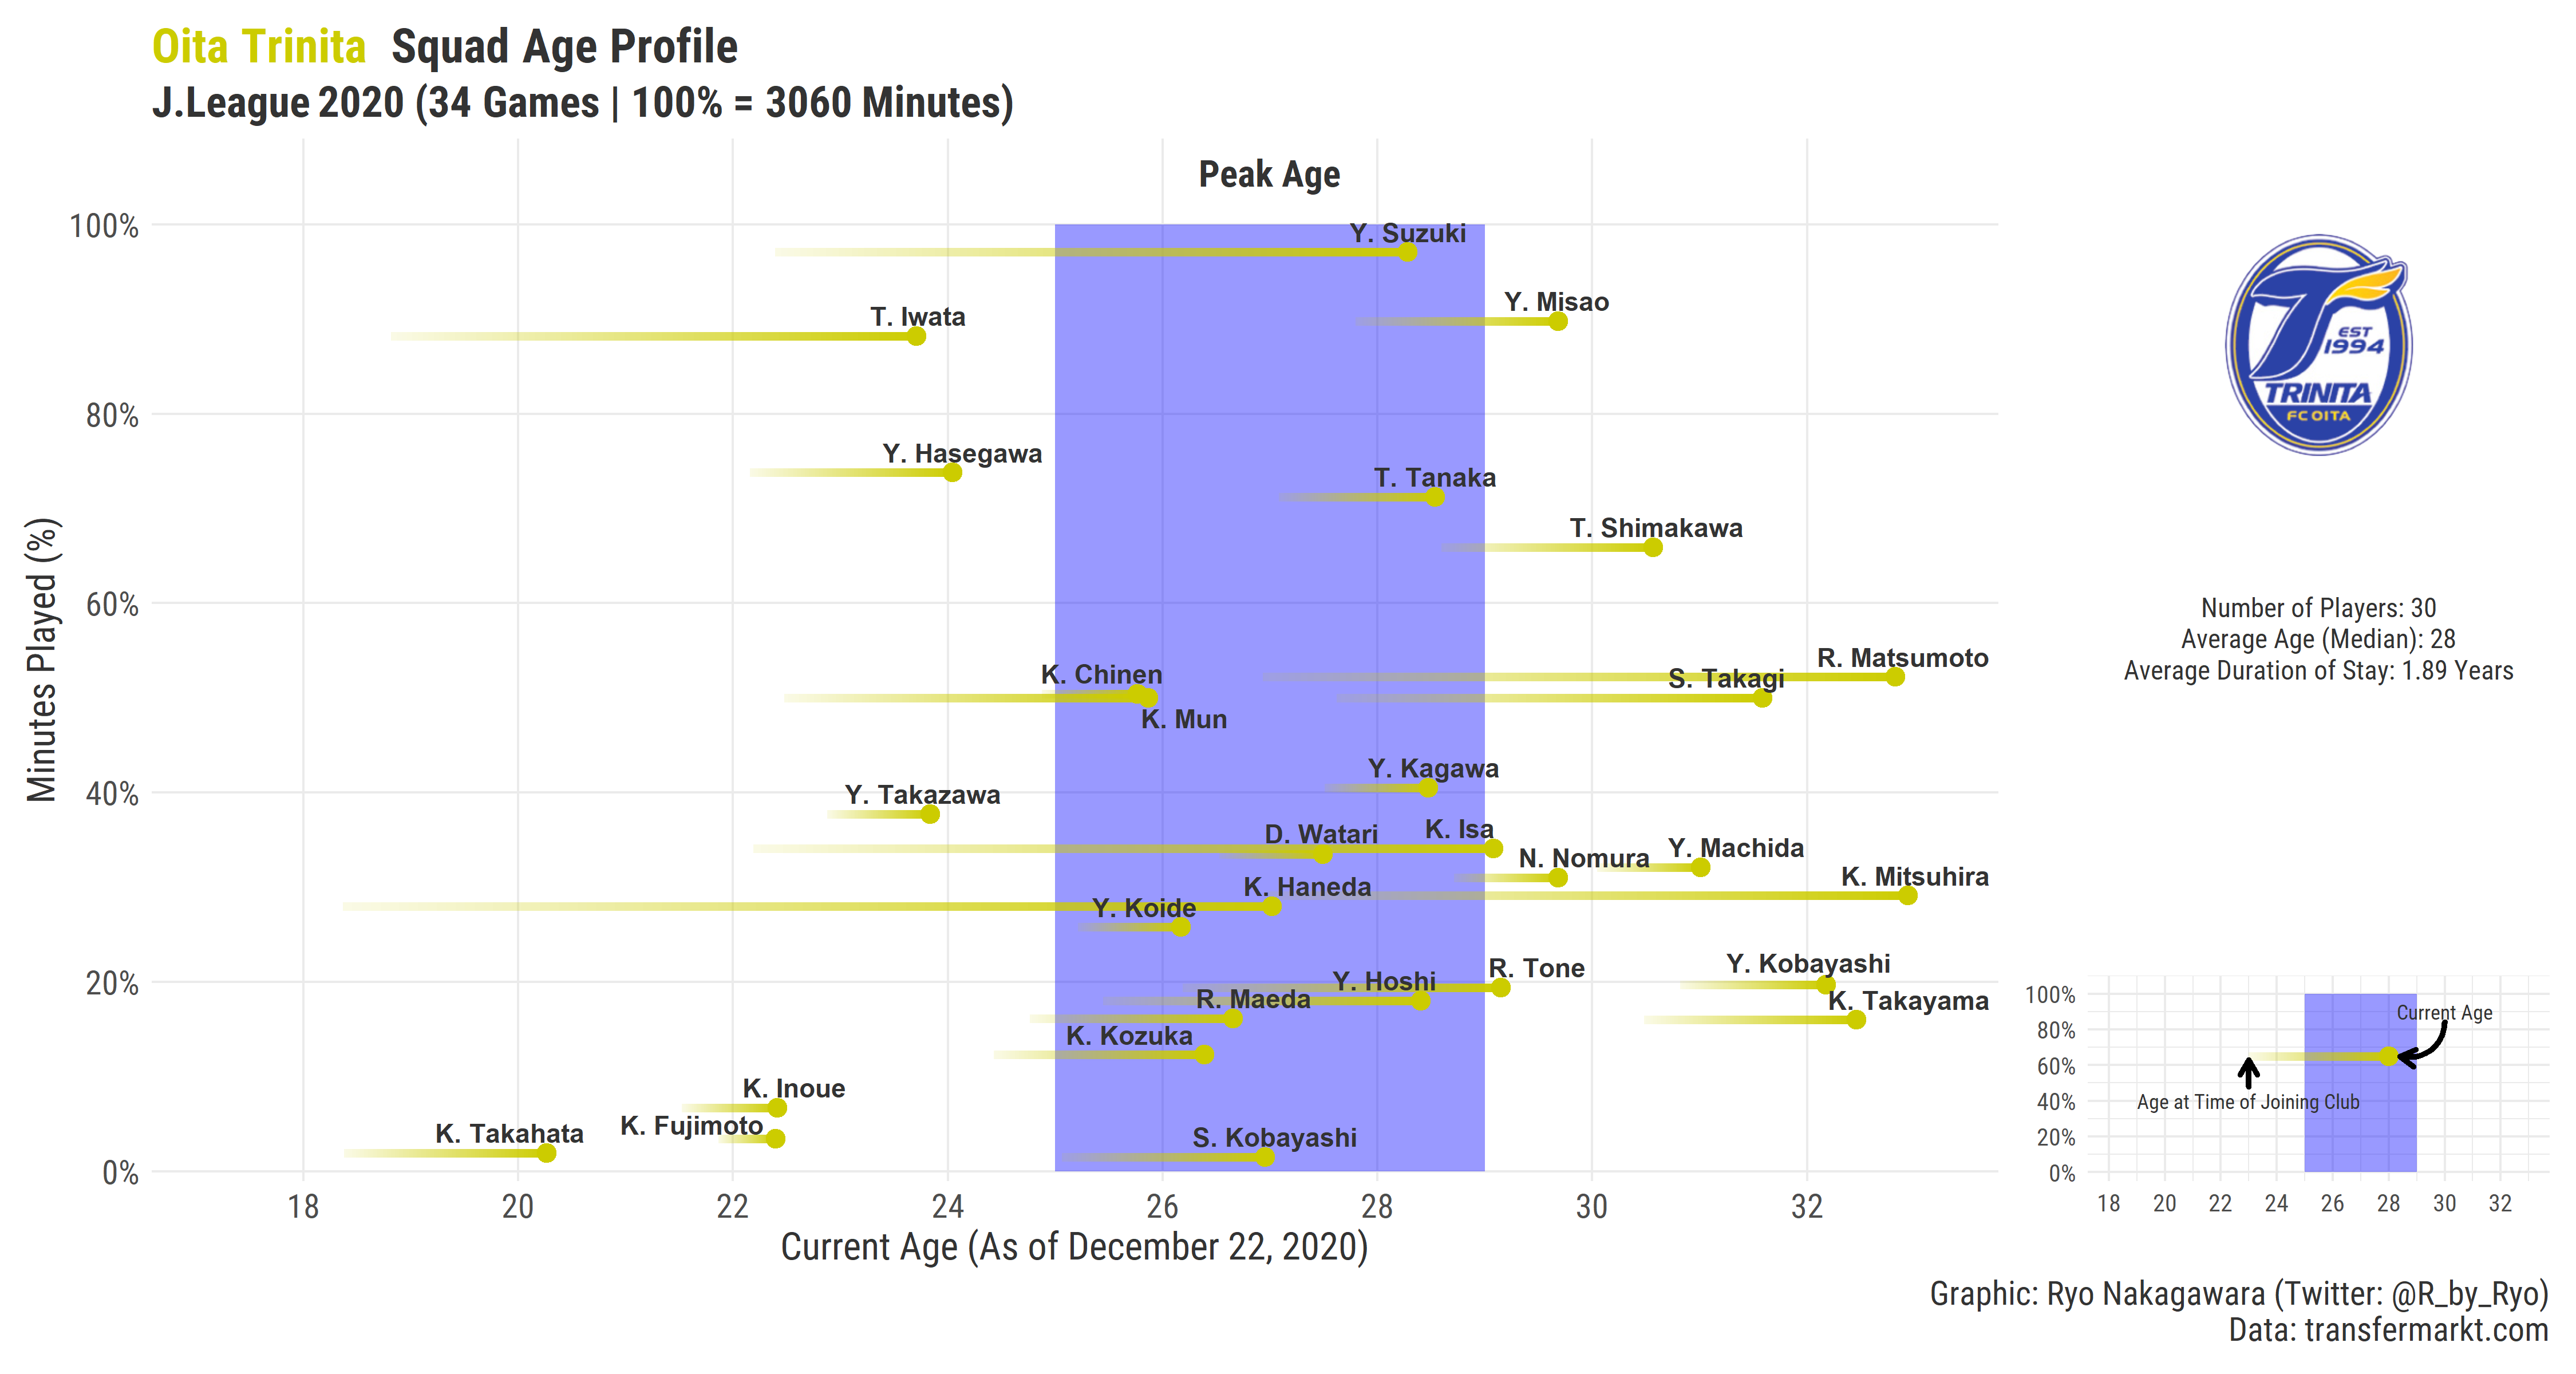 Oita Trinita Squad Age Profile
J.League 2020 (34 Games | 100% = 3060 Minutes)
Peak Age
100%
80%
60%
40%
20%
0%
Minutes Played (%)
Y. Suzuki
Y. Misao
T. Iwata
Y. Hasegawa
T. Tanaka
T. Shimakawa
R. Matsumoto
K. Chinen
S. Takagi
K. Mun
Y. Kagawa
Y. Takazawa
K. Isa
D. Watari
Y. Machida
N. Nomura
K. Mitsuhira
K. Haneda
Y. Koide
Y. Kobayashi
R. Tone
Y. Hoshi
R. Maeda
K. Takayama
K. Kozuka
K. Inoue
K. Fujimoto
K. Takahata
S. Kobayashi
18 20 22 24 26 28 30 32
Current Age (As of December 22, 2020)
EST
1994
TRINITA
FC OITA
Number of Players: 30
Average Age (Median): 28
Average Duration of Stay: 1.89 Years
100%
80%
60%
40%
20%
0%
Current Age
Age at Time of Joining Club
18 20 22 24 26 28 30 32
Graphic: Ryo Nakagawara (Twitter: @R_by_Ryo)
Data: transfermarkt.com